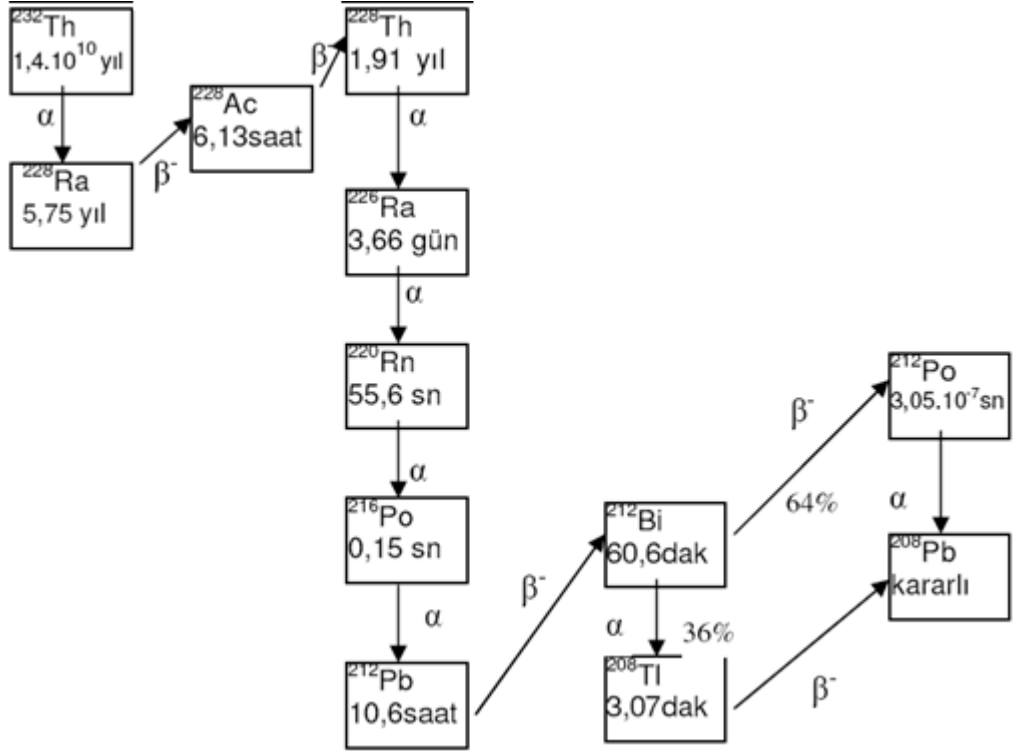 ²³²Th
1,4.10¹⁰ yıl
α
²²⁸Ra
5,75 yıl
β⁻
²²⁸Ac
6,13saat
β⁻
²²⁸Th
1,91 yıl
α
²²⁶Ra
3,66 gün
α
²²⁰Rn
55,6 sn
α
²¹⁶Po
0,15 sn
α
²¹²Pb
10,6saat
β⁻
²¹²Bi
60,6dak
α 36%
²⁰⁸Tl
3,07dak
β⁻
β⁻
64%
²¹²Po
3,05.10⁻⁷sn
α
²⁰⁸Pb
kararlı